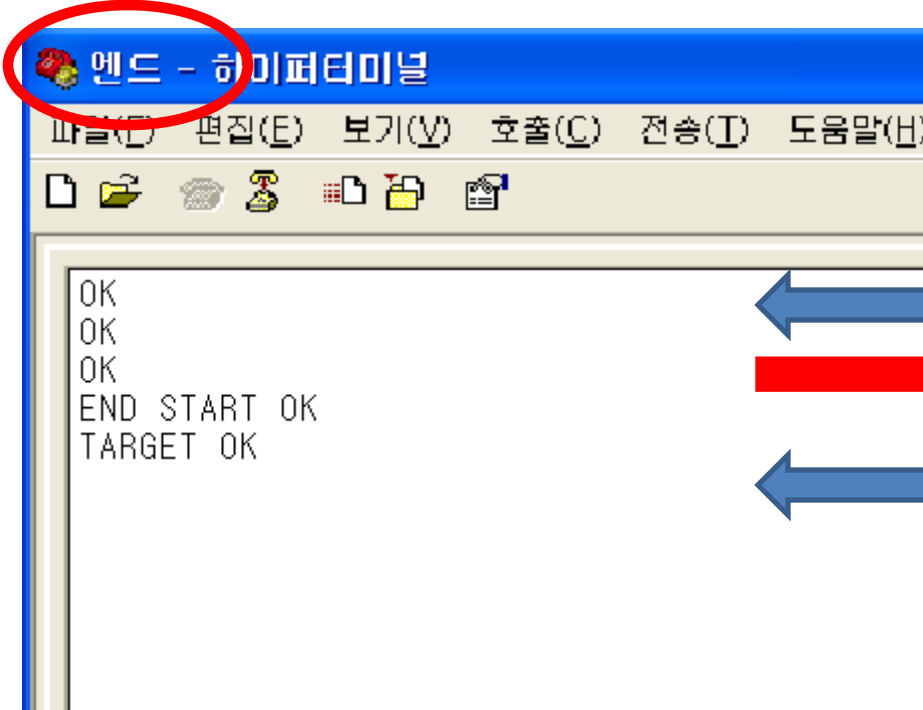 엔드 - 하이퍼터미널
파일(F) 편집(E) 보기(V) 호출(C) 전송(T) 도움말(H)
OK
OK
OK
END START OK
TARGET OK